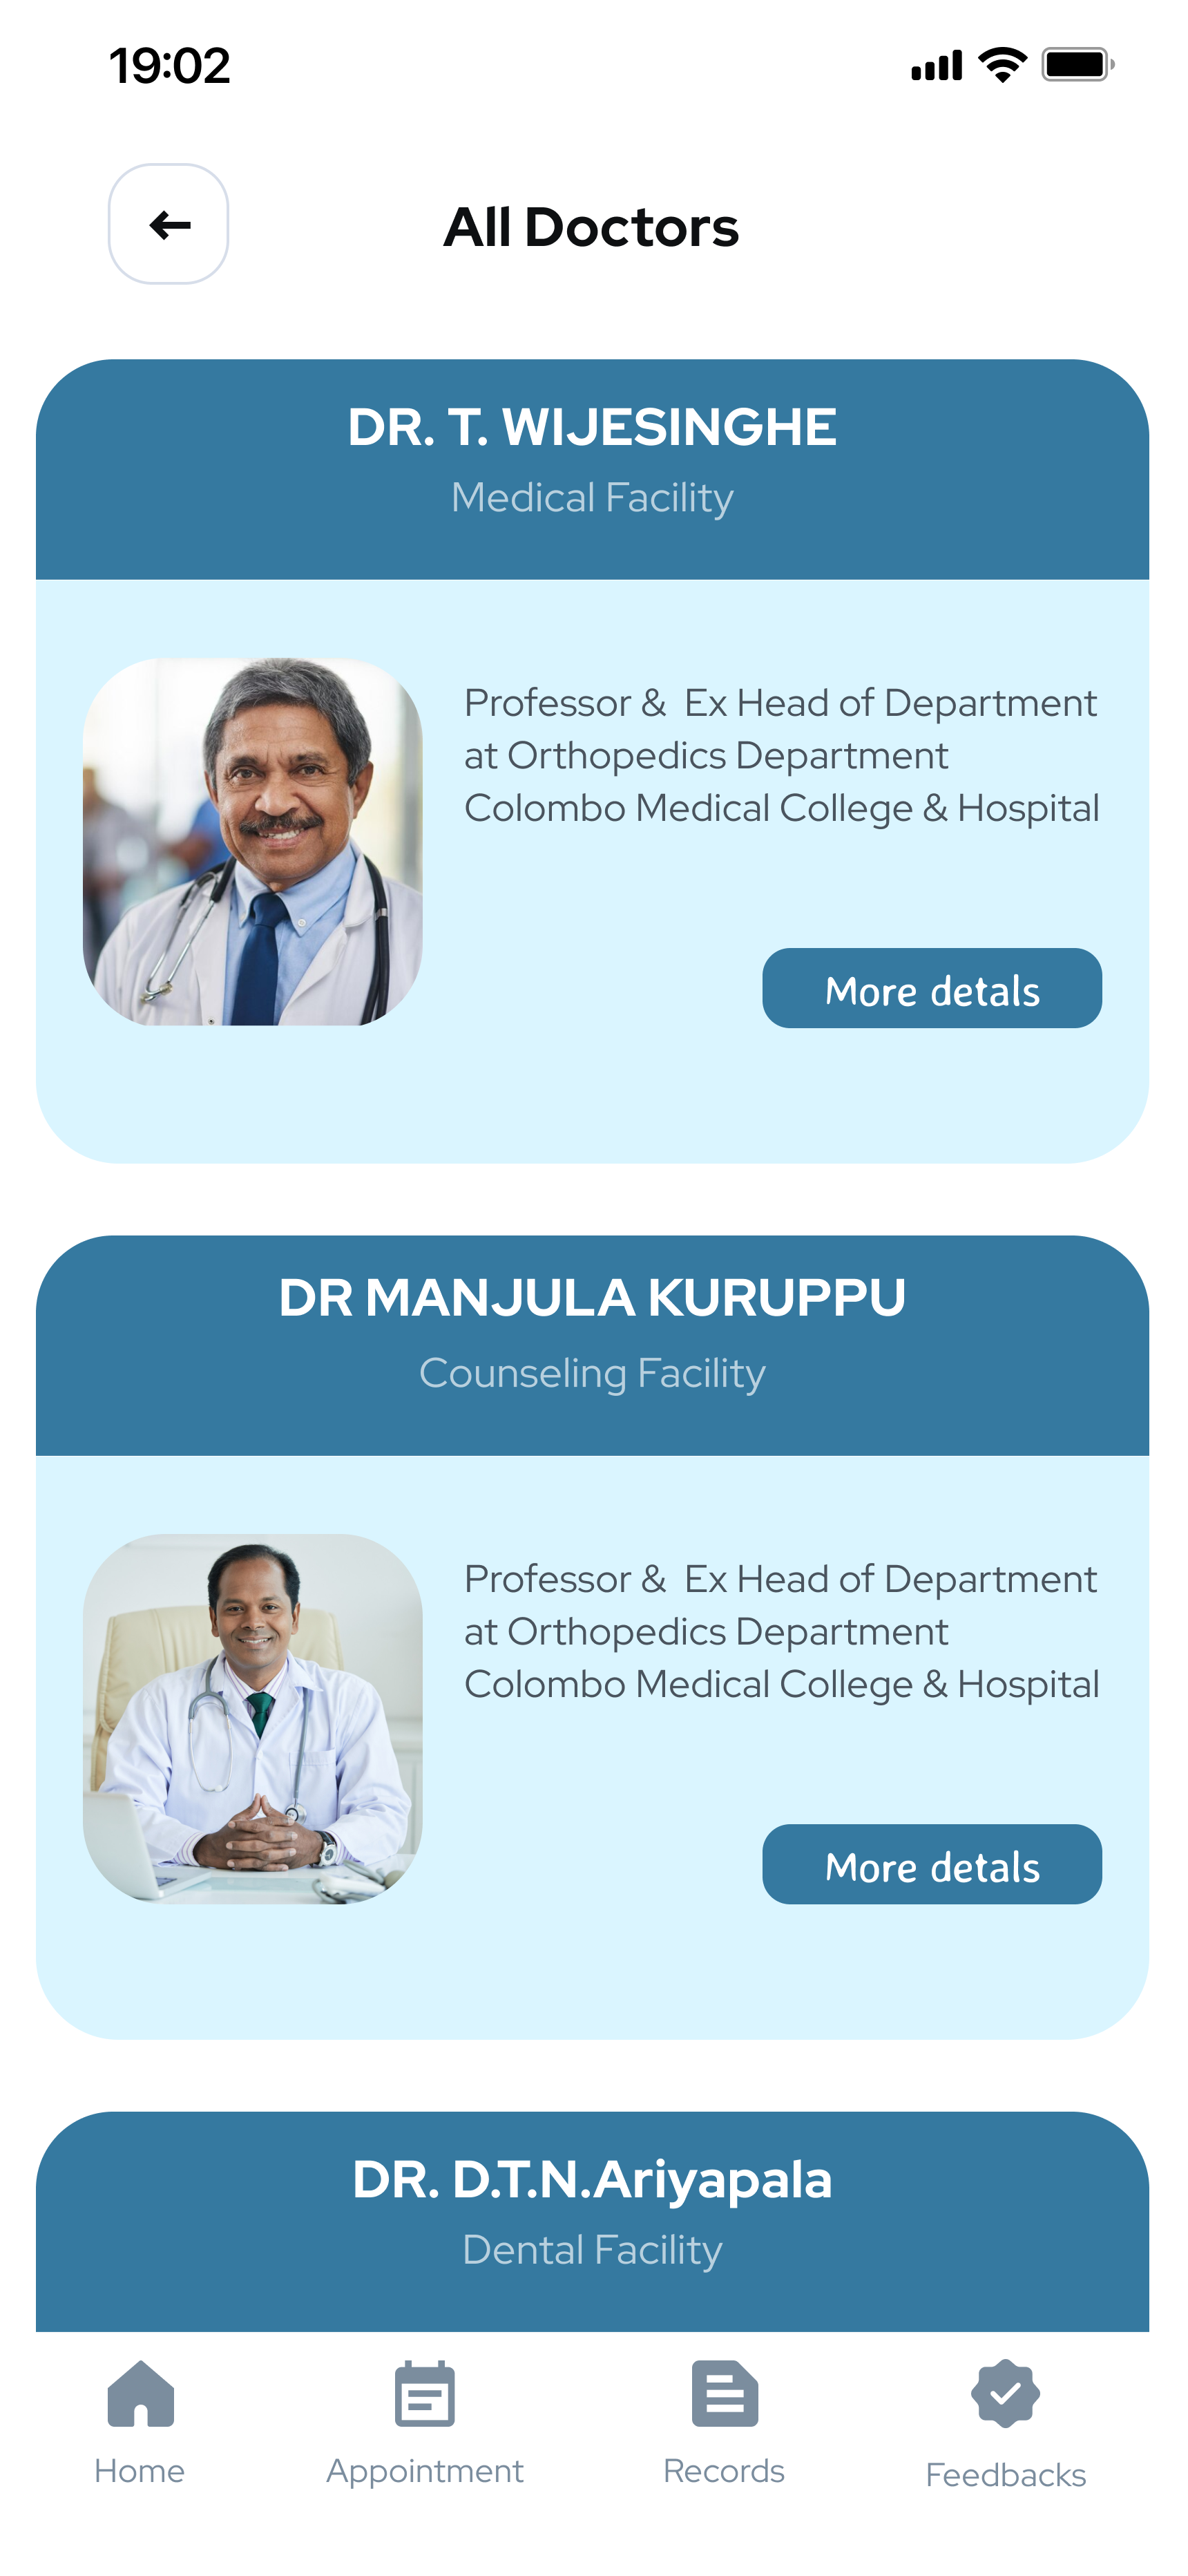 19:02
All Doctors
DR. T. WIJESINGHE
Medical Facility
Professor &  Ex Head of Department
at Orthopedics Department
Colombo Medical College & Hospital
More detals
DR MANJULA KURUPPU
Counseling Facility
Professor &  Ex Head of Department
at Orthopedics Department
Colombo Medical College & Hospital
More detals
DR. D.T.N.Ariyapala
Dental Facility
Home Appointment Records Feedbacks